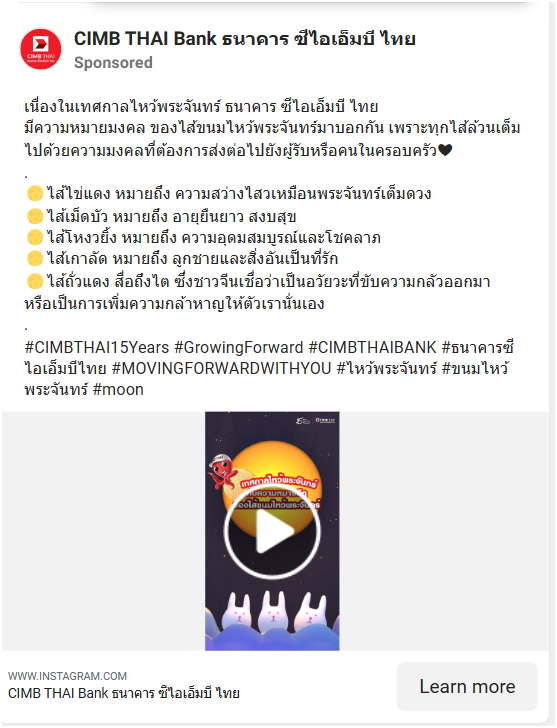 CIMB THAI Bank ธนาคาร ซีไอเอ็มบี ไทย
Sponsored
เนื่องในเทศกาลไหว้พระจันทร์ ธนาคาร ซีไอเอ็มบี ไทย
มีความหมายมงคล ของไส้ขนมไหว้พระจันทร์มาบอกกัน เพราะทุกไส้ล้วนเต็ม
ไปด้วยความมงคลที่ต้องการส่งต่อไปยังผู้รับหรือคนในครอบครัว🖤
.
🌕 ไส้ไข่แดง หมายถึง ความสว่างไสวเหมือนพระจันทร์เต็มดวง
🌕 ไส้เม็ดบัว หมายถึง อายุยืนยาว สงบสุข
🌕 ไส้โหงวยิ้ง หมายถึง ความอุดมสมบูรณ์และโชคลาภ
🌕 ไส้เกาลัด หมายถึง ลูกชายและสิ่งอันเป็นที่รัก
🌕 ไส้ถั่วแดง สื่อถึงไต ซึ่งชาวจีนเชื่อว่าเป็นอวัยวะที่ขับความกลัวออกมา
หรือเป็นการเพิ่มความกล้าหาญให้ตัวเรานั่นเอง
.
#CIMBTHAI15Years #GrowingForward #CIMBTHAIBANK #ธนาคารซี
ไอเอ็มบีไทย #MOVINGFORWARDWITHYOU #ไหว้พระจันทร์ #ขนมไหว้
พระจันทร์ #moon
เทศกาลไหว้พระจันทร์
WWW.INSTAGRAM.COM
CIMB THAI Bank ธนาคาร ซีไอเอ็มบี ไทย
Learn more